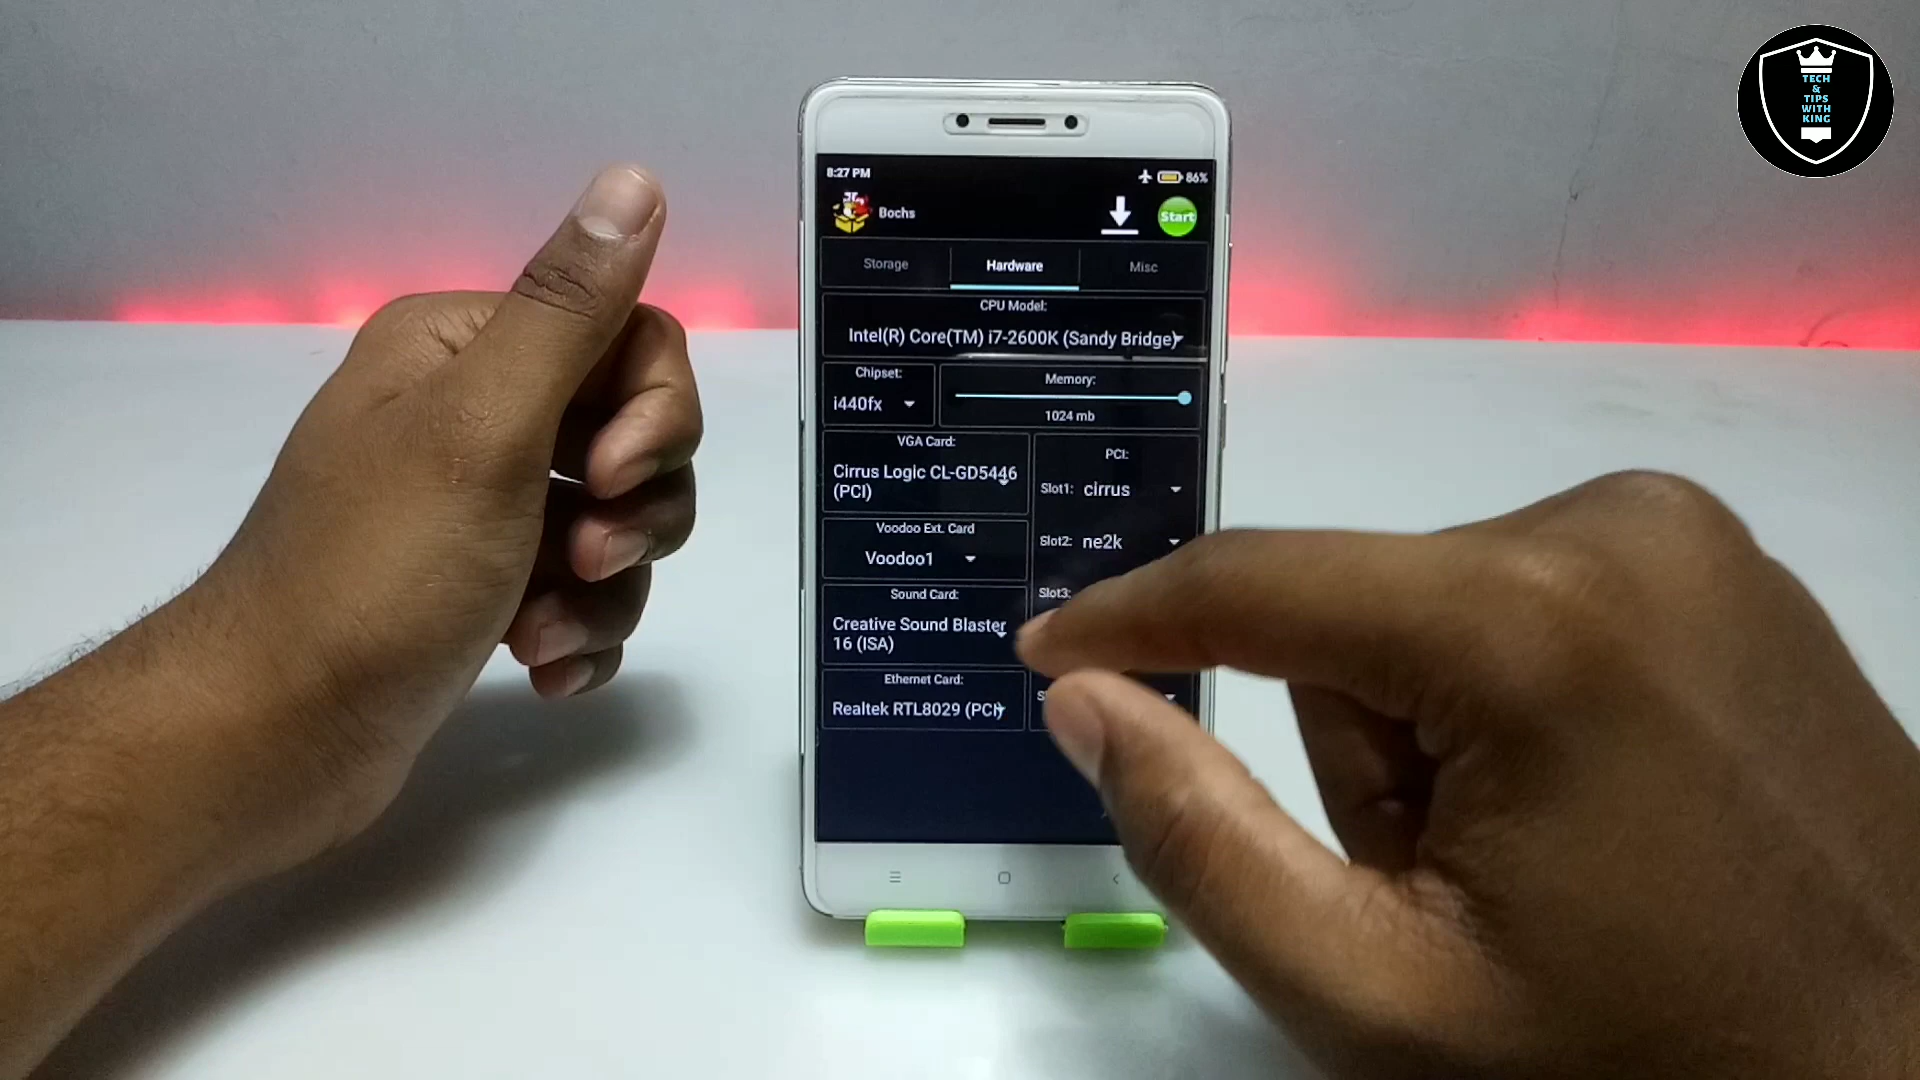 TECH
&
TIPS
WITH
KING
8:27 PM
86%
Bochs
Start
Storage
Hardware
Misc
CPU Model:
Intel(R) Core(TM) i7-2600K (Sandy Bridge)
Chipset:
i440fx
Memory:
1024 mb
VGA Card:
Cirrus Logic CL-GD5446
(PCI)
PCI:
Slot1: cirrus
Voodoo Ext. Card
Voodoo1
Slot2: ne2k
Sound Card:
Creative Sound Blaster
16 (ISA)
Slot3:
Ethernet Card:
Realtek RTL8029 (PCI)